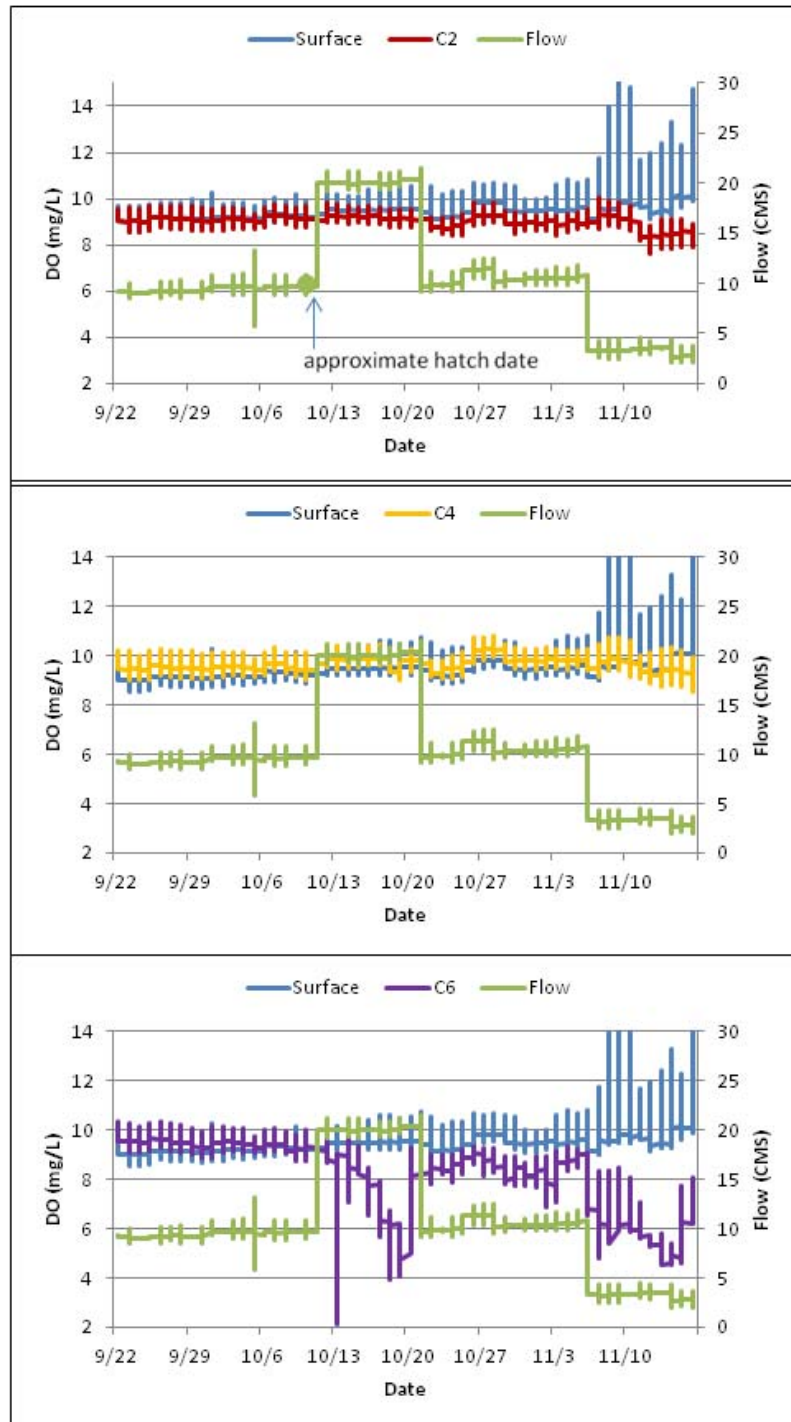 Surface C2 Flow
14 30
12 25
10 20
8 15
6 10
4 5
2 0
DO (mg/L)
Flow (CMS)
approximate hatch date
9/22 9/29 10/6 10/13 10/20 10/27 11/3 11/10
Date
Surface C4 Flow
14 30
12 25
10 20
8 15
6 10
4 5
2 0
DO (mg/L)
Flow (CMS)
9/22 9/29 10/6 10/13 10/20 10/27 11/3 11/10
Date
Surface C6 Flow
14 30
12 25
10 20
8 15
6 10
4 5
2 0
DO (mg/L)
Flow (CMS)
9/22 9/29 10/6 10/13 10/20 10/27 11/3 11/10
Date